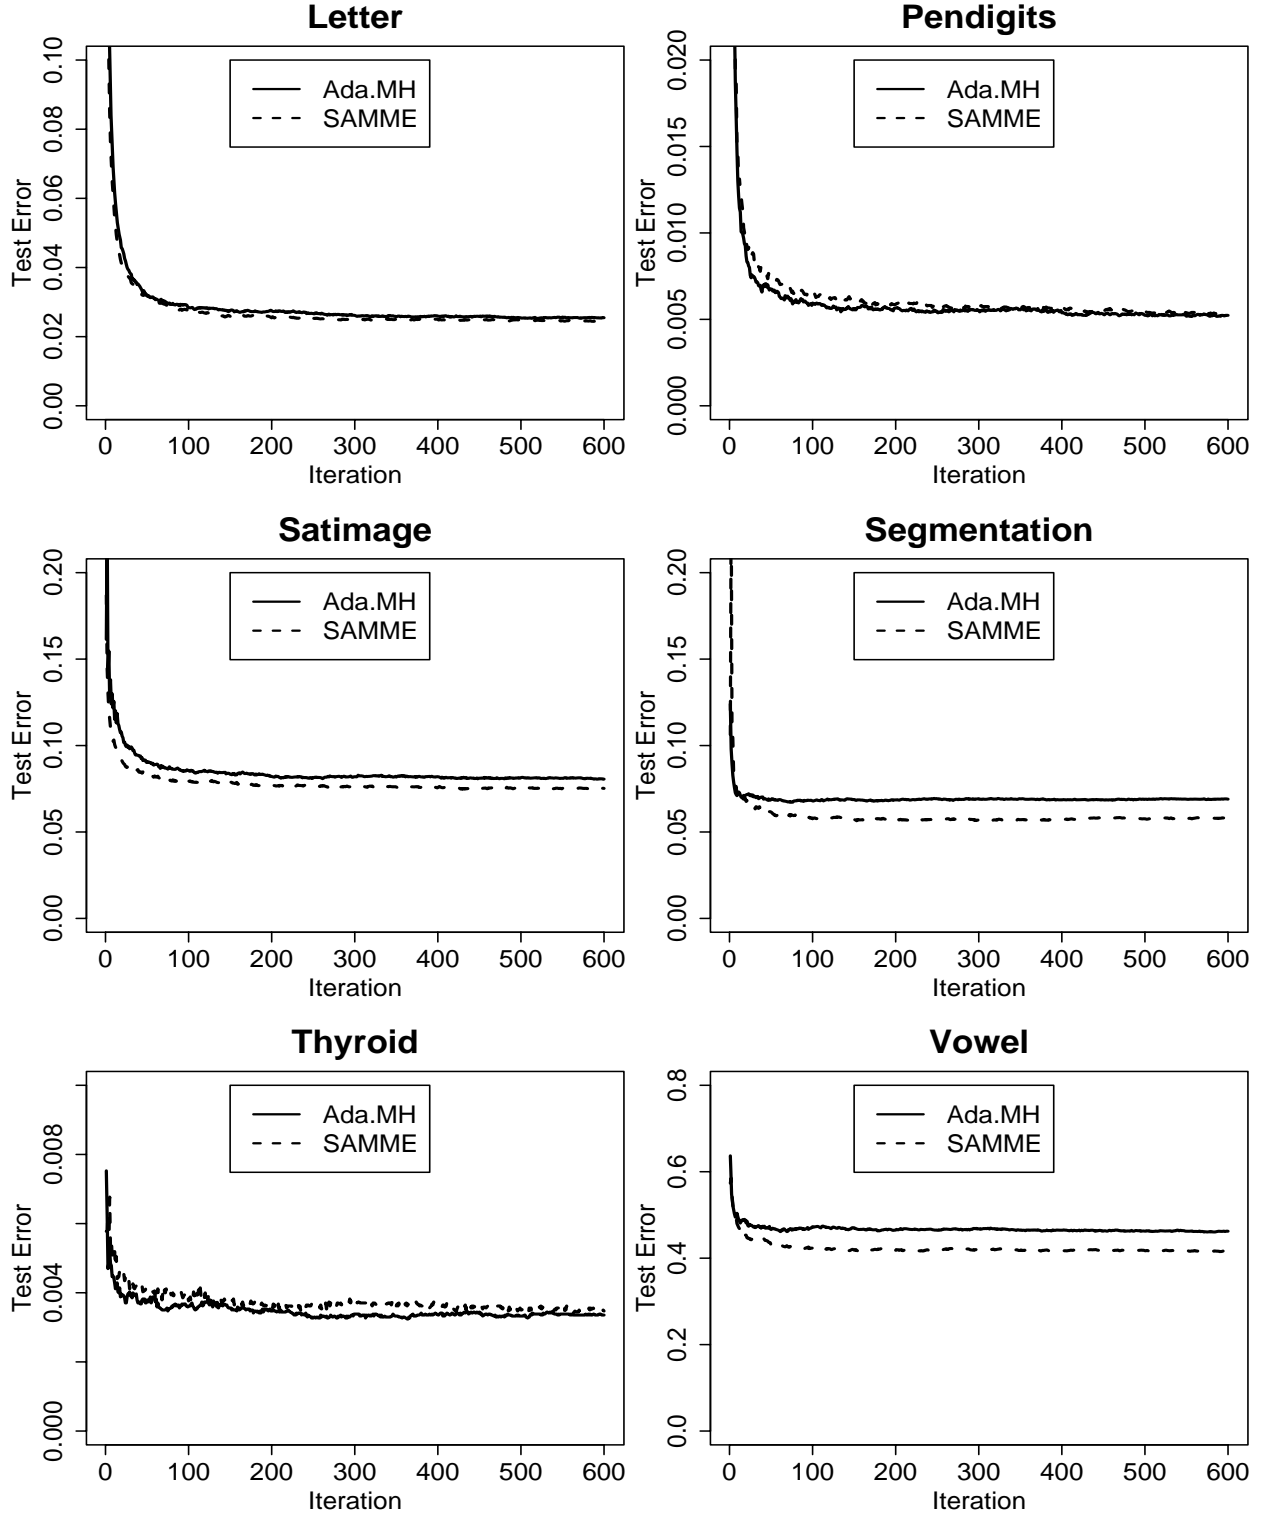 Letter
Test Error
0.10
0.08
0.06
0.04
0.02
0.00
Ada.MH
SAMME
0 100 200 300 400 500 600
Iteration
Pendigits
Test Error
0.020
0.015
0.010
0.005
0.000
Ada.MH
SAMME
0 100 200 300 400 500 600
Iteration
Satimage
Test Error
0.20
0.15
0.10
0.05
0.00
Ada.MH
SAMME
0 100 200 300 400 500 600
Iteration
Segmentation
Test Error
0.20
0.15
0.10
0.05
0.00
Ada.MH
SAMME
0 100 200 300 400 500 600
Iteration
Thyroid
Test Error
0.008
0.004
0.000
Ada.MH
SAMME
0 100 200 300 400 500 600
Iteration
Vowel
Test Error
0.8
0.6
0.4
0.2
0.0
Ada.MH
SAMME
0 100 200 300 400 500 600
Iteration